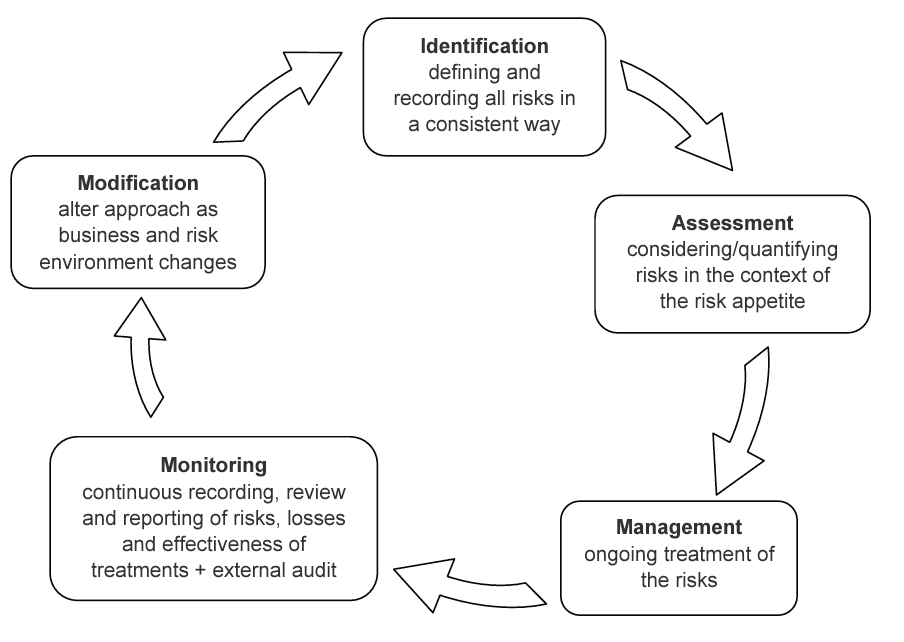 Identification
defining and
recording all risks in
a consistent way
Assessment
considering/quantifying
risks in the context of
the risk appetite
Management
ongoing treatment of
the risks
Monitoring
continuous recording, review
and reporting of risks, losses
and effectiveness of
treatments + external audit
Modification
alter approach as
business and risk
environment changes